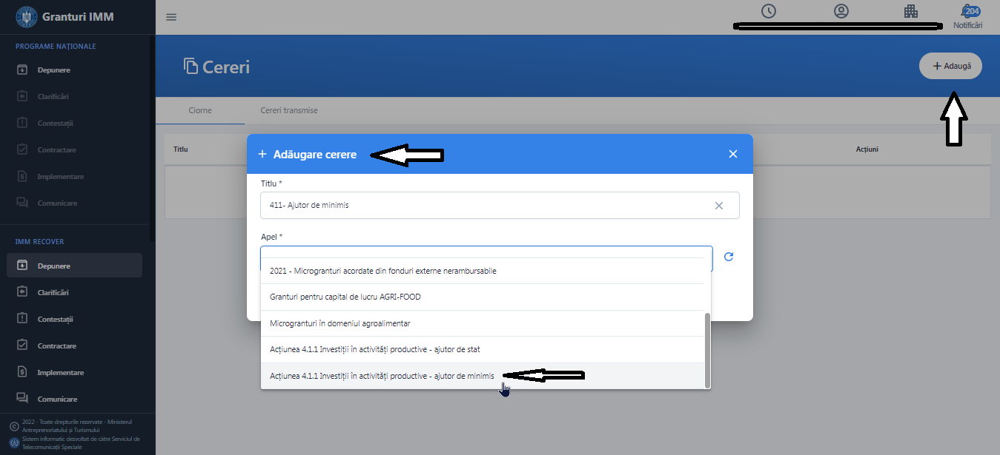 Granturi IMM
204
Notificări
PROGRAME NAȚIONALE
Depunere
Clarificări
Contestații
Contractare
Implementare
Comunicare
IMM RECOVER
Depunere
Clarificări
Contestații
Contractare
Implementare
Comunicare
2022 - Toate drepturile rezervate - Ministerul
Antreprenoriatului și Turismului
Sistem informatic dezvoltat de către Serviciul de
Telecomunicații Speciale
Cereri
+ Adaugă
Ciorne
Cereri transmise
Titlu
Acțiuni
+ Adăugare cerere
Titlu *
411- Ajutor de minimis
Apel *
2021 - Microgranturi acordate din fonduri externe nerambursabile
Granturi pentru capital de lucru AGRI-FOOD
Microgranturi în domeniul agroalimentar
Acțiunea 4.1.1 Investiții în activități productive - ajutor de stat
Acțiunea 4.1.1 Investiții în activități productive - ajutor de minimis